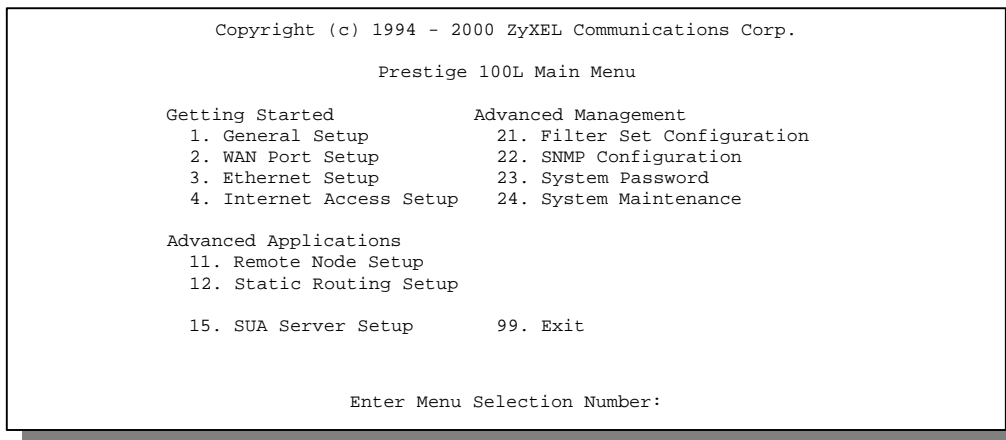 Copyright (c) 1994 - 2000 ZyXEL Communications Corp.
Prestige 100L Main Menu
Getting Started Advanced Management
1. General Setup 21. Filter Set Configuration
2. WAN Port Setup 22. SNMP Configuration
3. Ethernet Setup 23. System Password
4. Internet Access Setup 24. System Maintenance
Advanced Applications
11. Remote Node Setup
12. Static Routing Setup
15. SUA Server Setup 99. Exit
Enter Menu Selection Number: